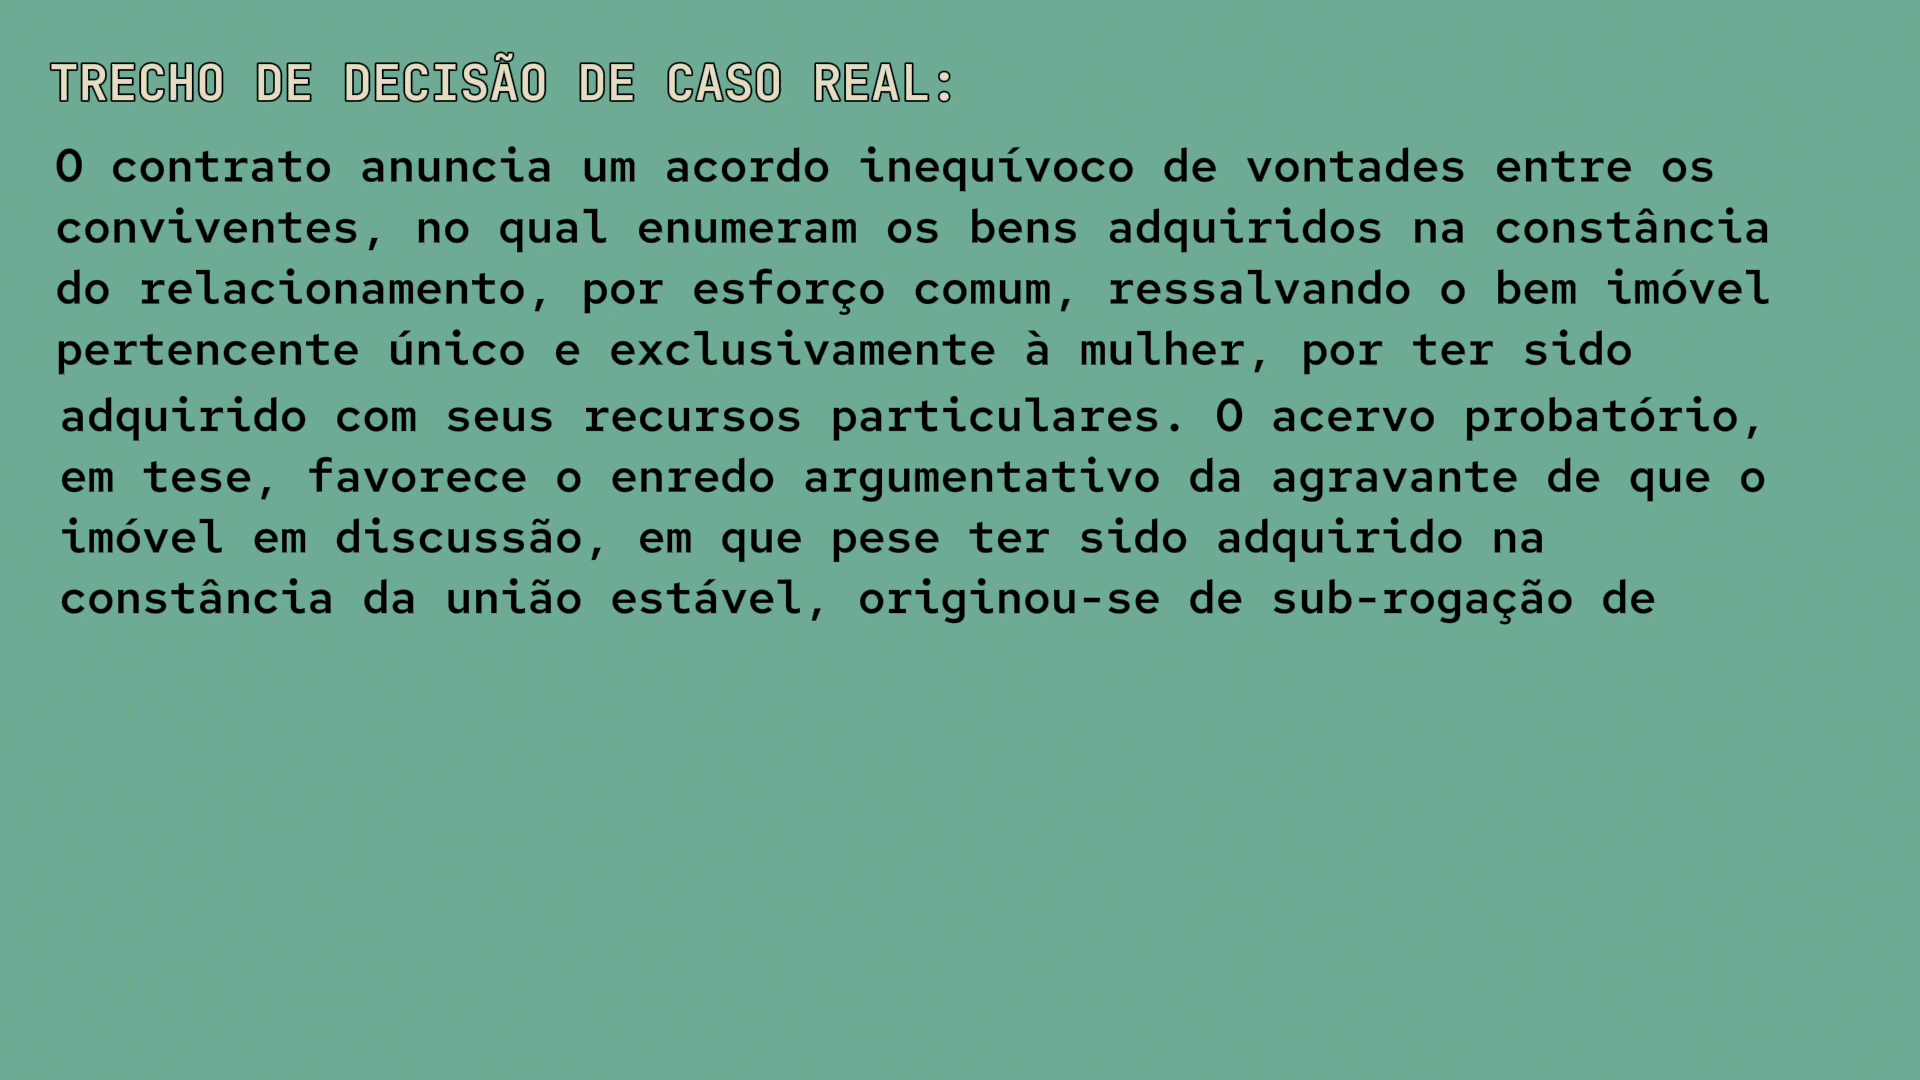 TRECHO DE DECISÃO DE CASO REAL:
O contrato anuncia um acordo inequívoco de vontades entre os
conviventes, no qual enumeram os bens adquiridos na constância
do relacionamento, por esforço comum, ressalvando o bem imóvel
pertencente único e exclusivamente à mulher, por ter sido
adquirido com seus recursos particulares. O acervo probatório,
em tese, favorece o enredo argumentativo da agravante de que o
imóvel em discussão, em que pese ter sido adquirido na
constância da união estável, originou-se de sub-rogação de